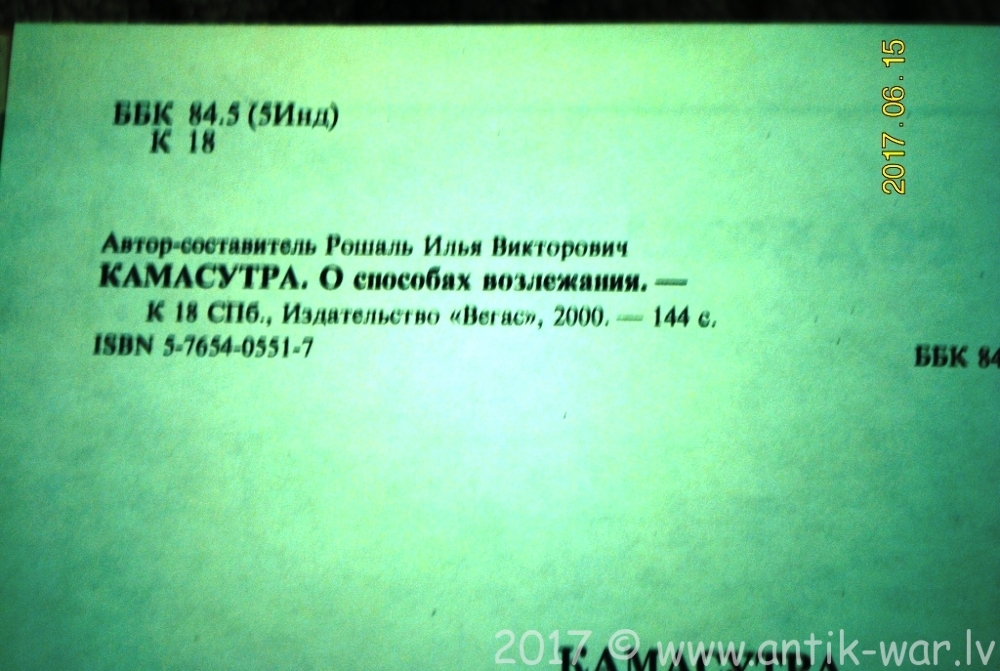 ББК 84.5 (5Инд)
К 18
Автор-составитель Рошаль Илья Викторович
КАМАСУТРА. О способах возлежания. —
К 18 СПб., Издательство «Вегас», 2000. — 144 с.
ISBN 5-7654-0551-7
ББК 84
КАМАСУТРА
2017.06.15
2017 © www.antik-war.lv